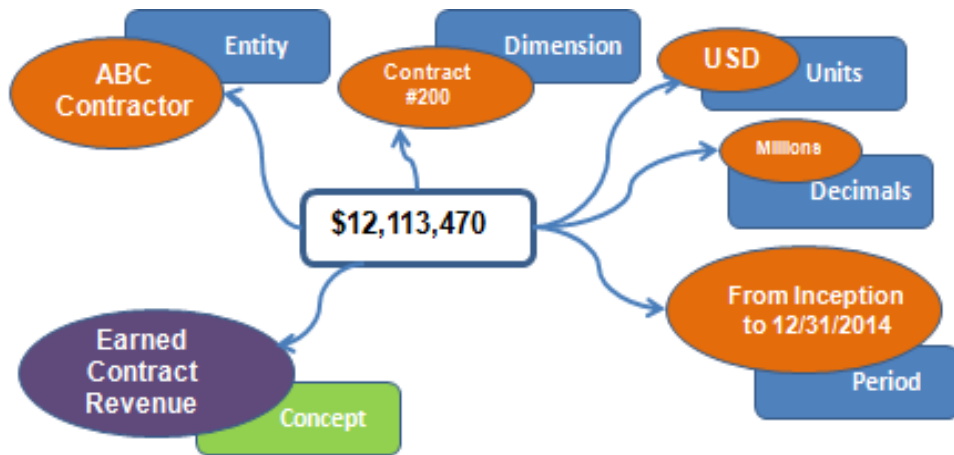 Entity
ABC
Contractor
Dimension
Contract
#200
USD
Units
Millions
Decimals
$12,113,470
From Inception
to 12/31/2014
Period
Earned
Contract
Revenue
Concept